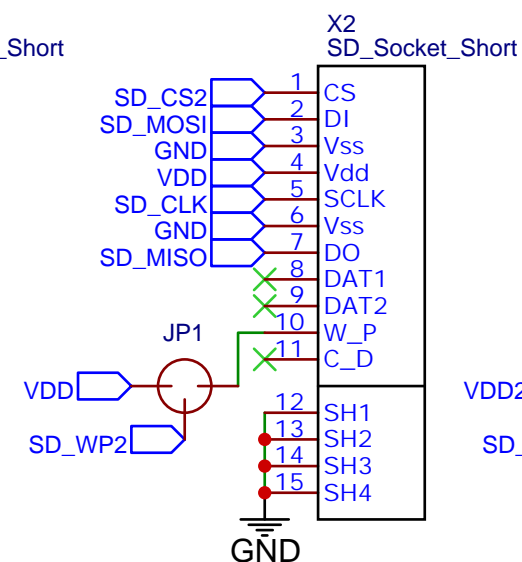 _Short
X2
SD_Socket_Short
SD_CS2 1 CS
SD_MOSI 2 DI
GND 3 Vss
VDD 4 Vdd
SD_CLK 5 SCLK
GND 6 Vss
SD_MISO 7 DO
8 DAT1
9 DAT2
JP1 10 W_P
11 C_D
VDD VDD2
12 SH1
13 SH2
SD_WP2 SD_
14 SH3
15 SH4
GND